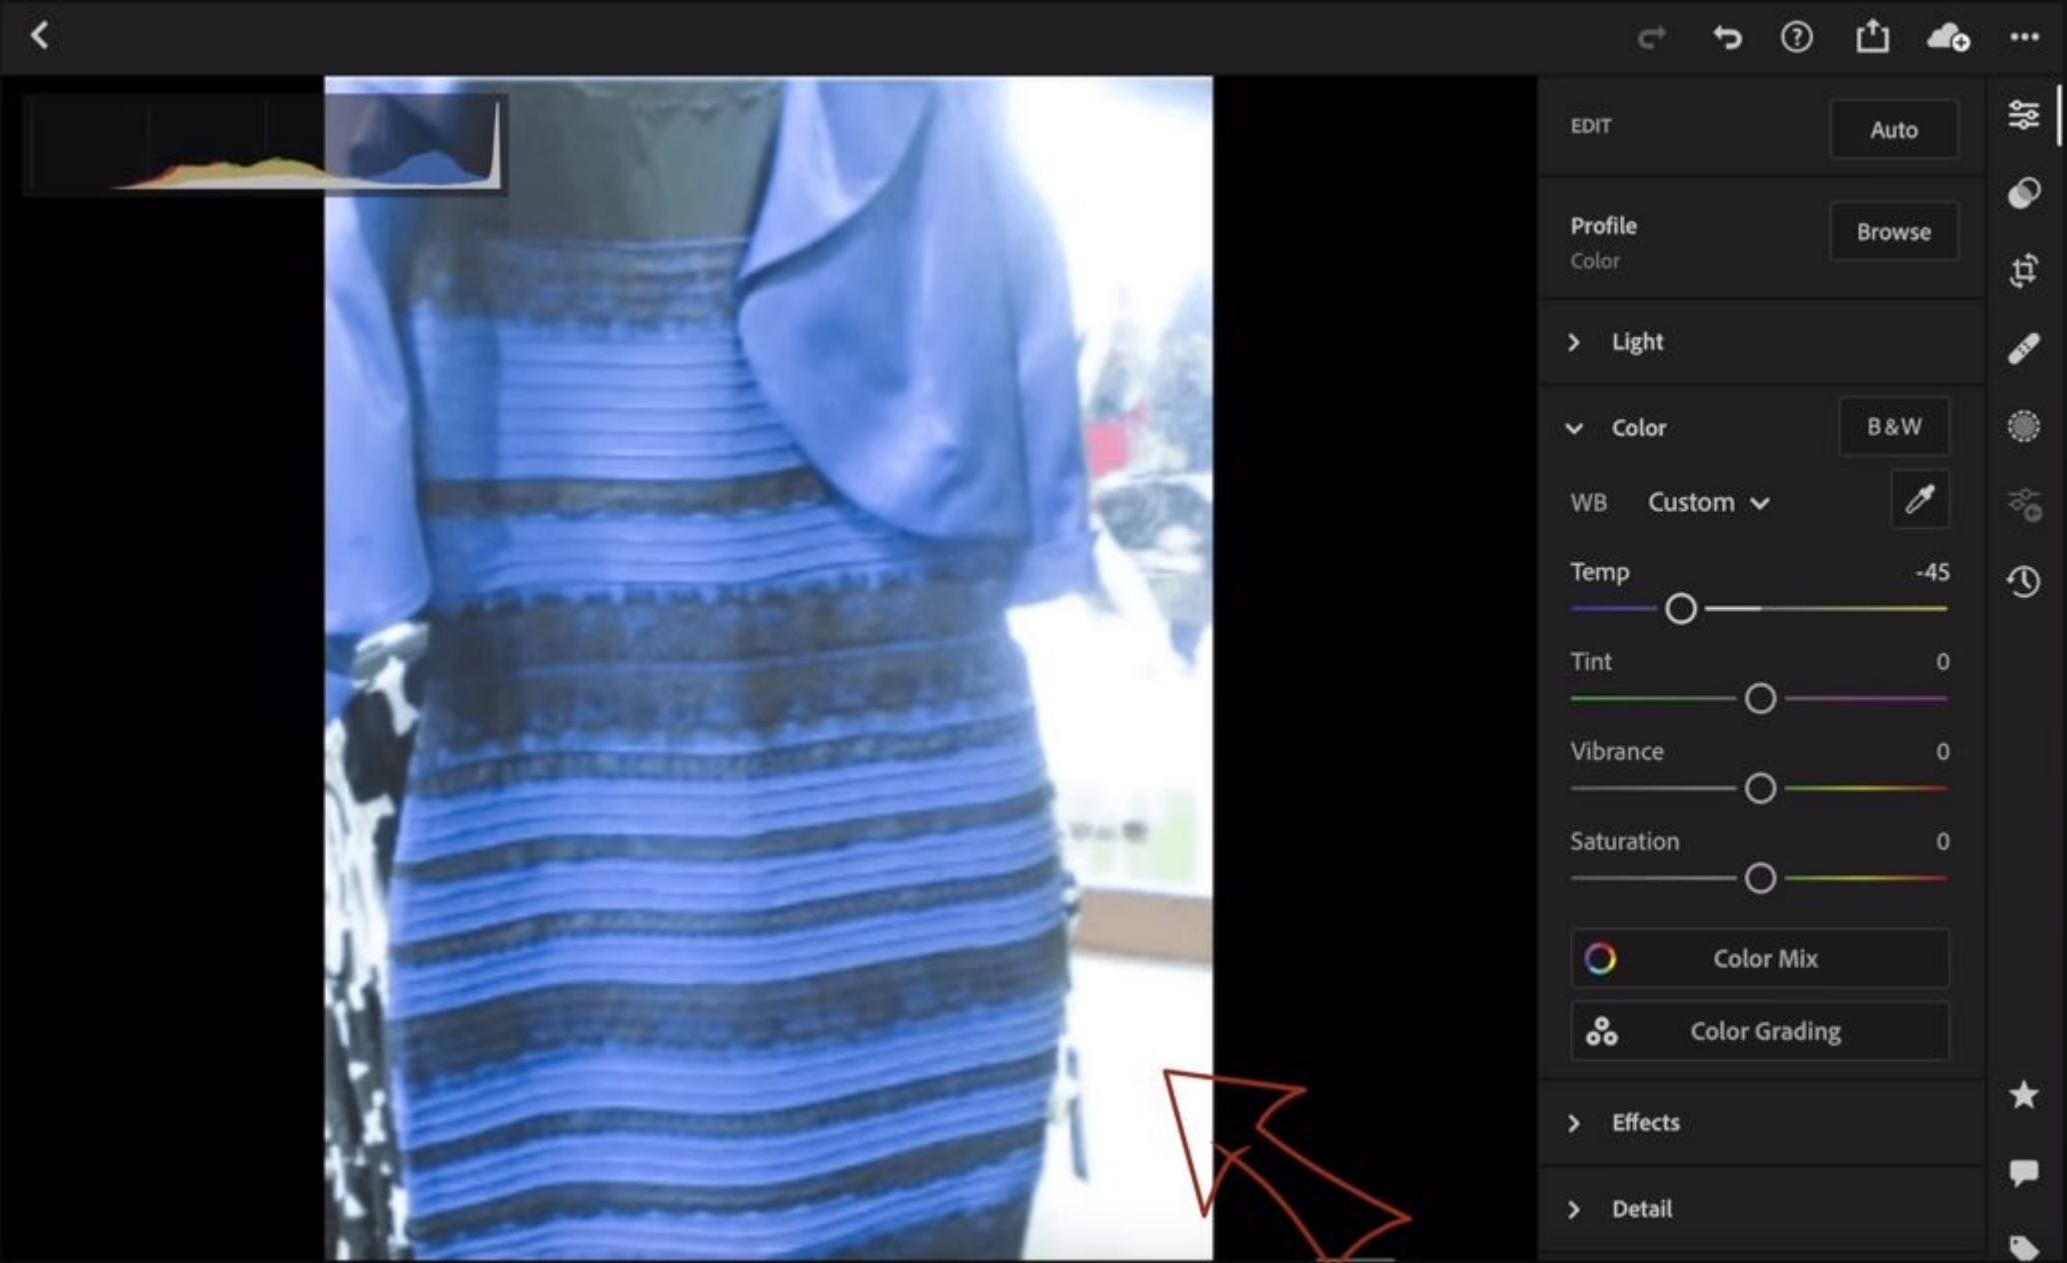 EDIT
Auto
Profile
Browse
Color
Light
Color
B&W
WB
Custom
Temp
-45
Tint
0
Vibrance
0
Saturation
0
Color Mix
Color Grading
Effects
Detail